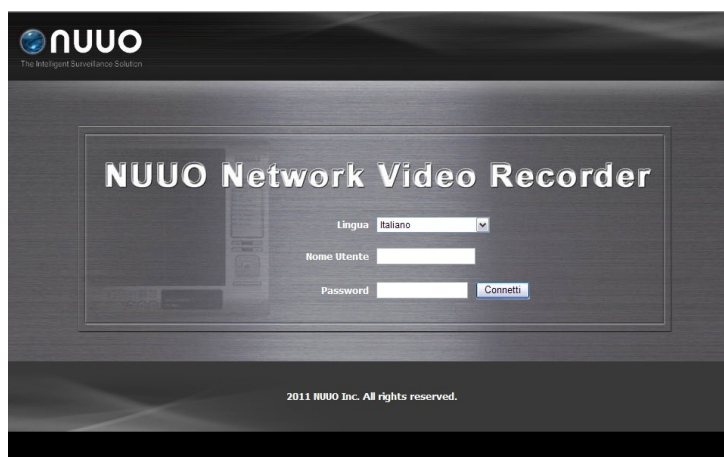 NUUO
The Intelligent Surveillance Solution
NUUO Network Video Recorder
Lingua Italiano
Nome Utente
Password Connetti
2011 NUUO Inc. All rights reserved.